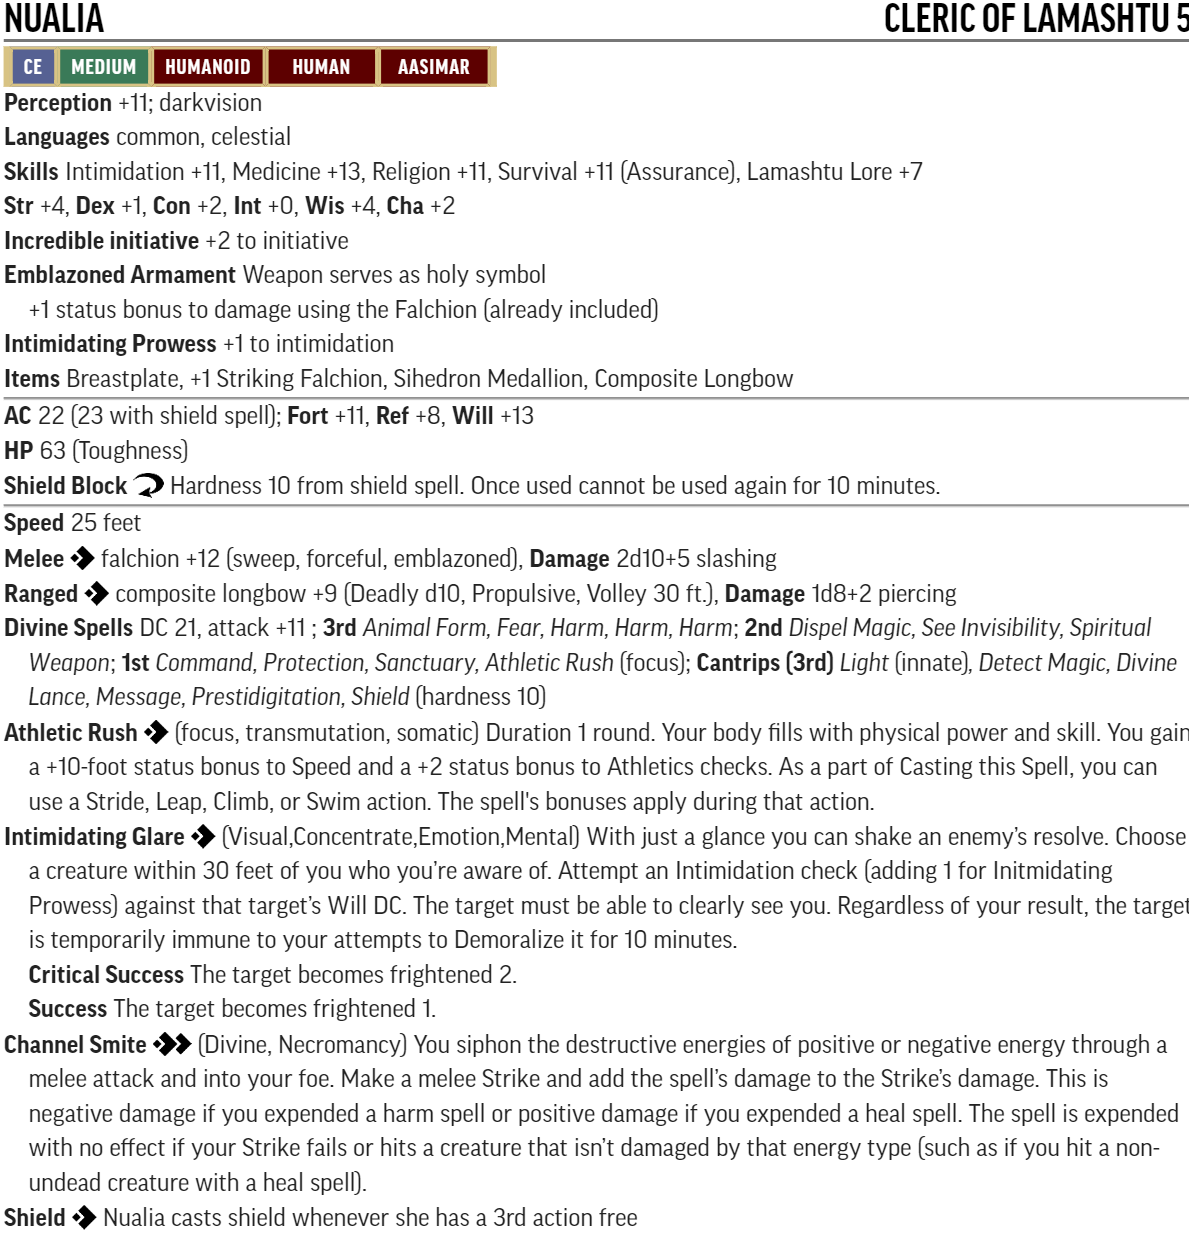 NUALIA CLERIC OF LAMASHTU 5
CE MEDIUM HUMANOID HUMAN AASIMAR
Perception +11; darkvision
Languages common, celestial
Skills Intimidation +11, Medicine +13, Religion +11, Survival +11 (Assurance), Lamashtu Lore +7
Str +4, Dex +1, Con +2, Int +0, Wis +4, Cha +2
Incredible initiative +2 to initiative
Emblazoned Armament Weapon serves as holy symbol
+1 status bonus to damage using the Falchion (already included)
Intimidating Prowess +1 to intimidation
Items Breastplate, +1 Striking Falchion, Sihedron Medallion, Composite Longbow
AC 22 (23 with shield spell); Fort +11, Ref +8, Will +13
HP 63 (Toughness)
Shield Block Hardness 10 from shield spell. Once used cannot be used again for 10 minutes.
Speed 25 feet
Melee falchion +12 (sweep, forceful, emblazoned), Damage 2d10+5 slashing
Ranged composite longbow +9 (Deadly d10, Propulsive, Volley 30 ft.), Damage 1d8+2 piercing
Divine Spells DC 21, attack +11 ; 3rd Animal Form, Fear, Harm, Harm, Harm; 2nd Dispel Magic, See Invisibility, Spiritual
Weapon; 1st Command, Protection, Sanctuary, Athletic Rush (focus); Cantrips (3rd) Light (innate), Detect Magic, Divine
Lance, Message, Prestidigitation, Shield (hardness 10)
Athletic Rush (focus, transmutation, somatic) Duration 1 round. Your body fills with physical power and skill. You gain
a +10-foot status bonus to Speed and a +2 status bonus to Athletics checks. As a part of Casting this Spell, you can
use a Stride, Leap, Climb, or Swim action. The spell's bonuses apply during that action.
Intimidating Glare (Visual,Concentrate,Emotion,Mental) With just a glance you can shake an enemy's resolve. Choose
a creature within 30 feet of you who you're aware of. Attempt an Intimidation check (adding 1 for Initmidating
Prowess) against that target's Will DC. The target must be able to clearly see you. Regardless of your result, the target
is temporarily immune to your attempts to Demoralize it for 10 minutes.
Critical Success The target becomes frightened 2.
Success The target becomes frightened 1.
Channel Smite (Divine, Necromancy) You siphon the destructive energies of positive or negative energy through a
melee attack and into your foe. Make a melee Strike and add the spell's damage to the Strike's damage. This is
negative damage if you expended a harm spell or positive damage if you expended a heal spell. The spell is expended
with no effect if your Strike fails or hits a creature that isn't damaged by that energy type (such as if you hit a non-
undead creature with a heal spell).
Shield Nualia casts shield whenever she has a 3rd action free